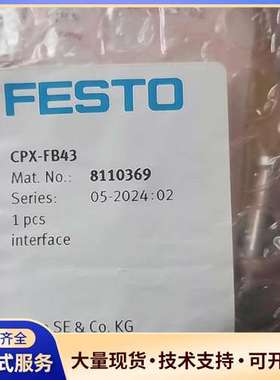 FESTO
CPX-FB43
Mat. No.: 8110369
Series: 05-2024:02
1 pcs
interface
SE & Co. KG
齐全
式服务
大量现货·技术支持·可开